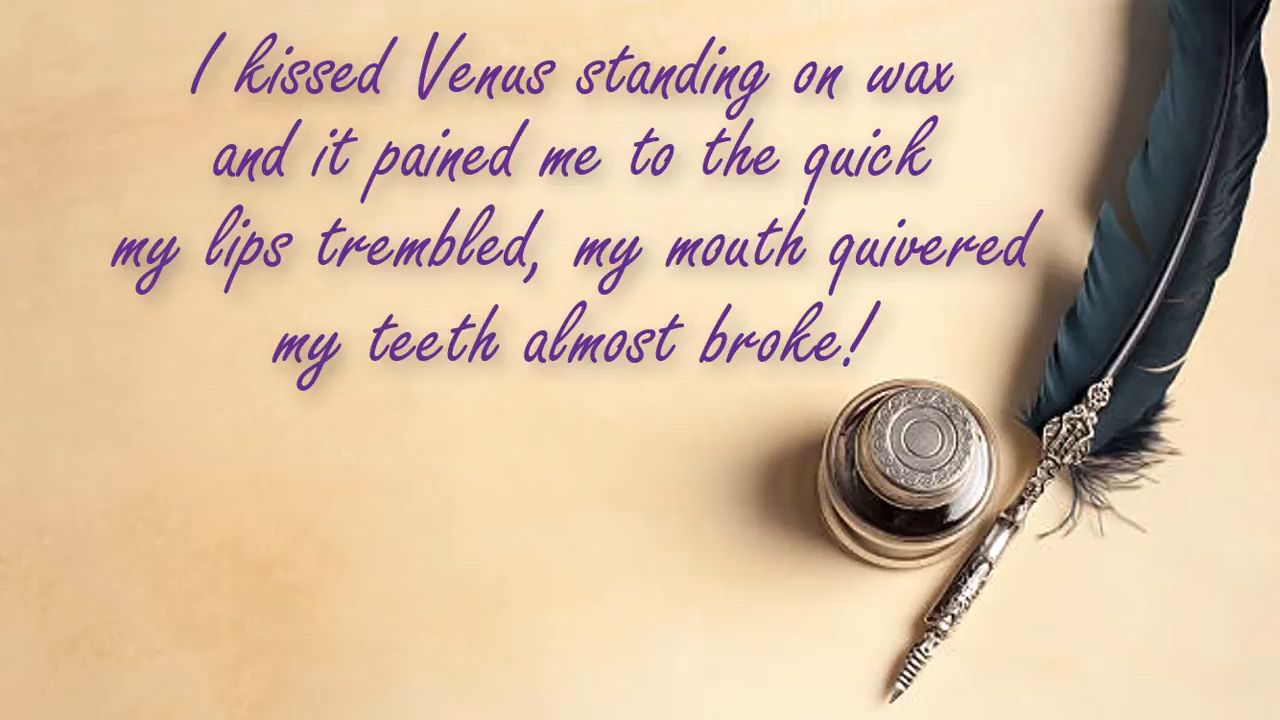 I kissed Venus standing on wax
and it pained me to the quick
my lips trembled, my mouth quivered
my teeth almost broke!